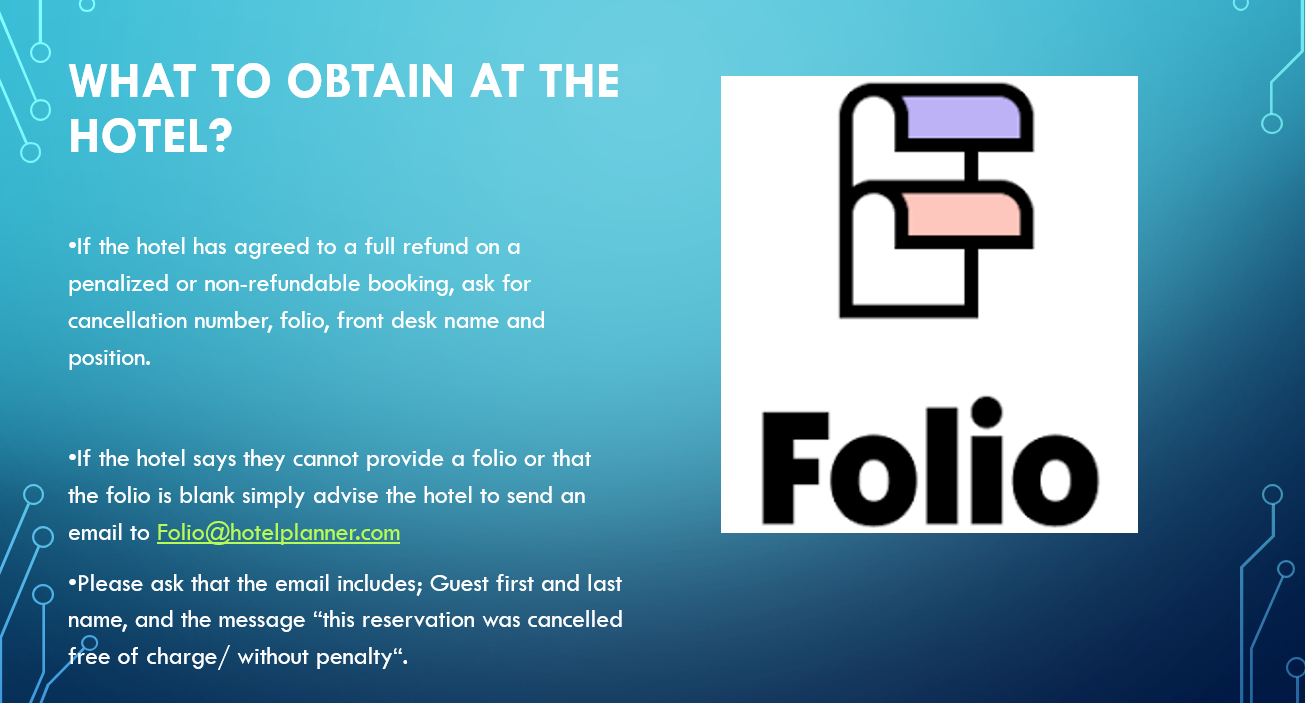 WHAT TO OBTAIN AT THE
HOTEL?
•If the hotel has agreed to a full refund on a
penalized or non-refundable booking, ask for
cancellation number, folio, front desk name and
position.
•If the hotel says they cannot provide a folio or that
the folio is blank simply advise the hotel to send an
email to Folio@hotelplanner.com
•Please ask that the email includes; Guest first and last
name, and the message “this reservation was cancelled
free of charge/ without penalty“.
Folio